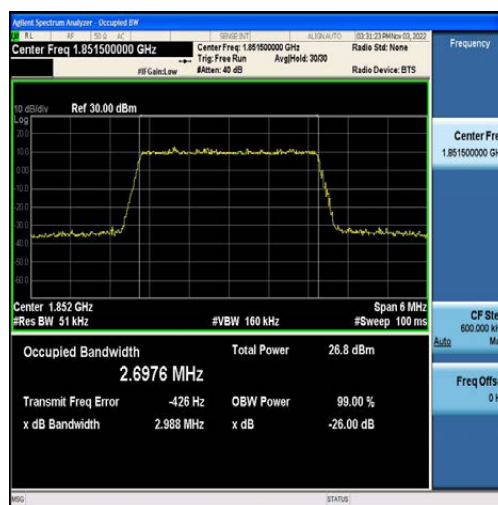 Agilent Spectrum Analyzer - Occupied BW
RL RF 50 Ω AC SENSE:INT ALIGN AUTO 03:31:23 PM Nov 03, 2022
Center Freq 1.851500000 GHz
Center Freq: 1.851500000 GHz
Radio Std: None
Trig: Free Run Avg|Hold: 30/30
#IFGain:Low #Atten: 40 dB
Radio Device: BTS
Frequency
10 dB/div Ref 30.00 dBm
Log
20.0
10.0
0.00
-10.0
-20.0
-30.0
-40.0
-50.0
-60.0
Center Fre
1.851500000 GH
Center 1.852 GHz Span 6 MHz
#Res BW 51 kHz #VBW 160 kHz #Sweep 100 ms
CF Ste
600.000 kH
Auto Ma
Occupied Bandwidth Total Power 26.8 dBm
2.6976 MHz
Transmit Freq Error -426 Hz OBW Power 99.00 %
x dB Bandwidth 2.988 MHz x dB -26.00 dB
Freq Offs
0 H
MSG STATUS